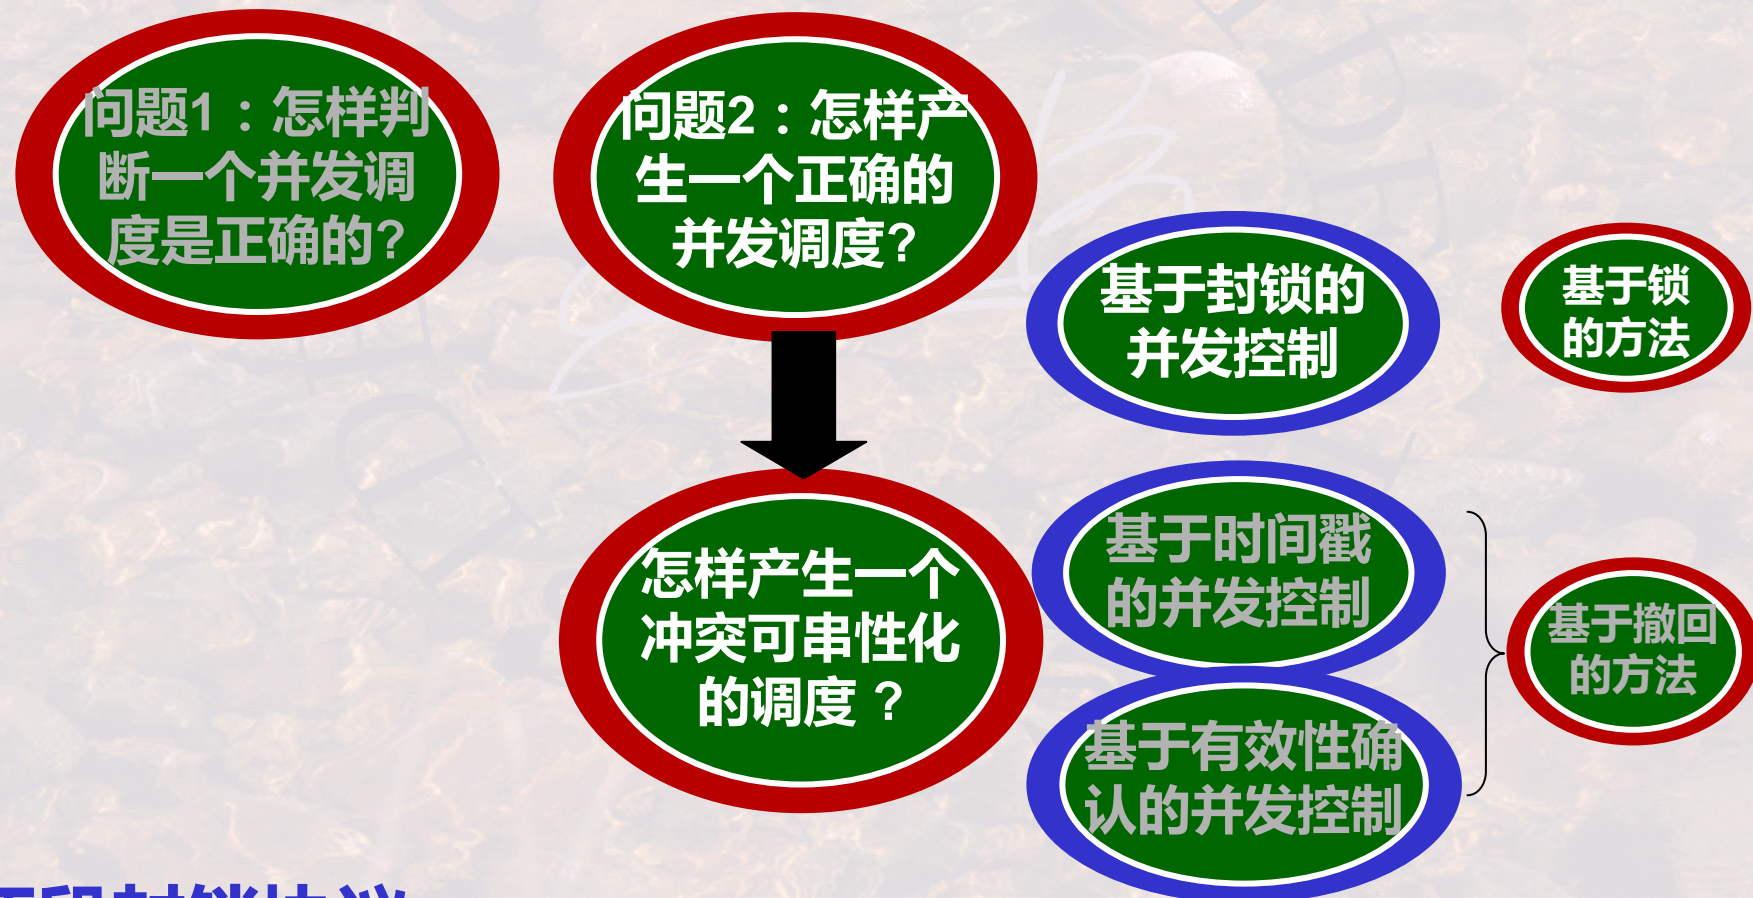 问题1：怎样判
断一个并发调
度是正确的?
问题2：怎样产
生一个正确的
并发调度?
基于封锁的
并发控制
基于锁
的方法
怎样产生一个
冲突可串性化
的调度？
基于时间戳
的并发控制
基于撤回
的方法
基于有效性确
认的并发控制